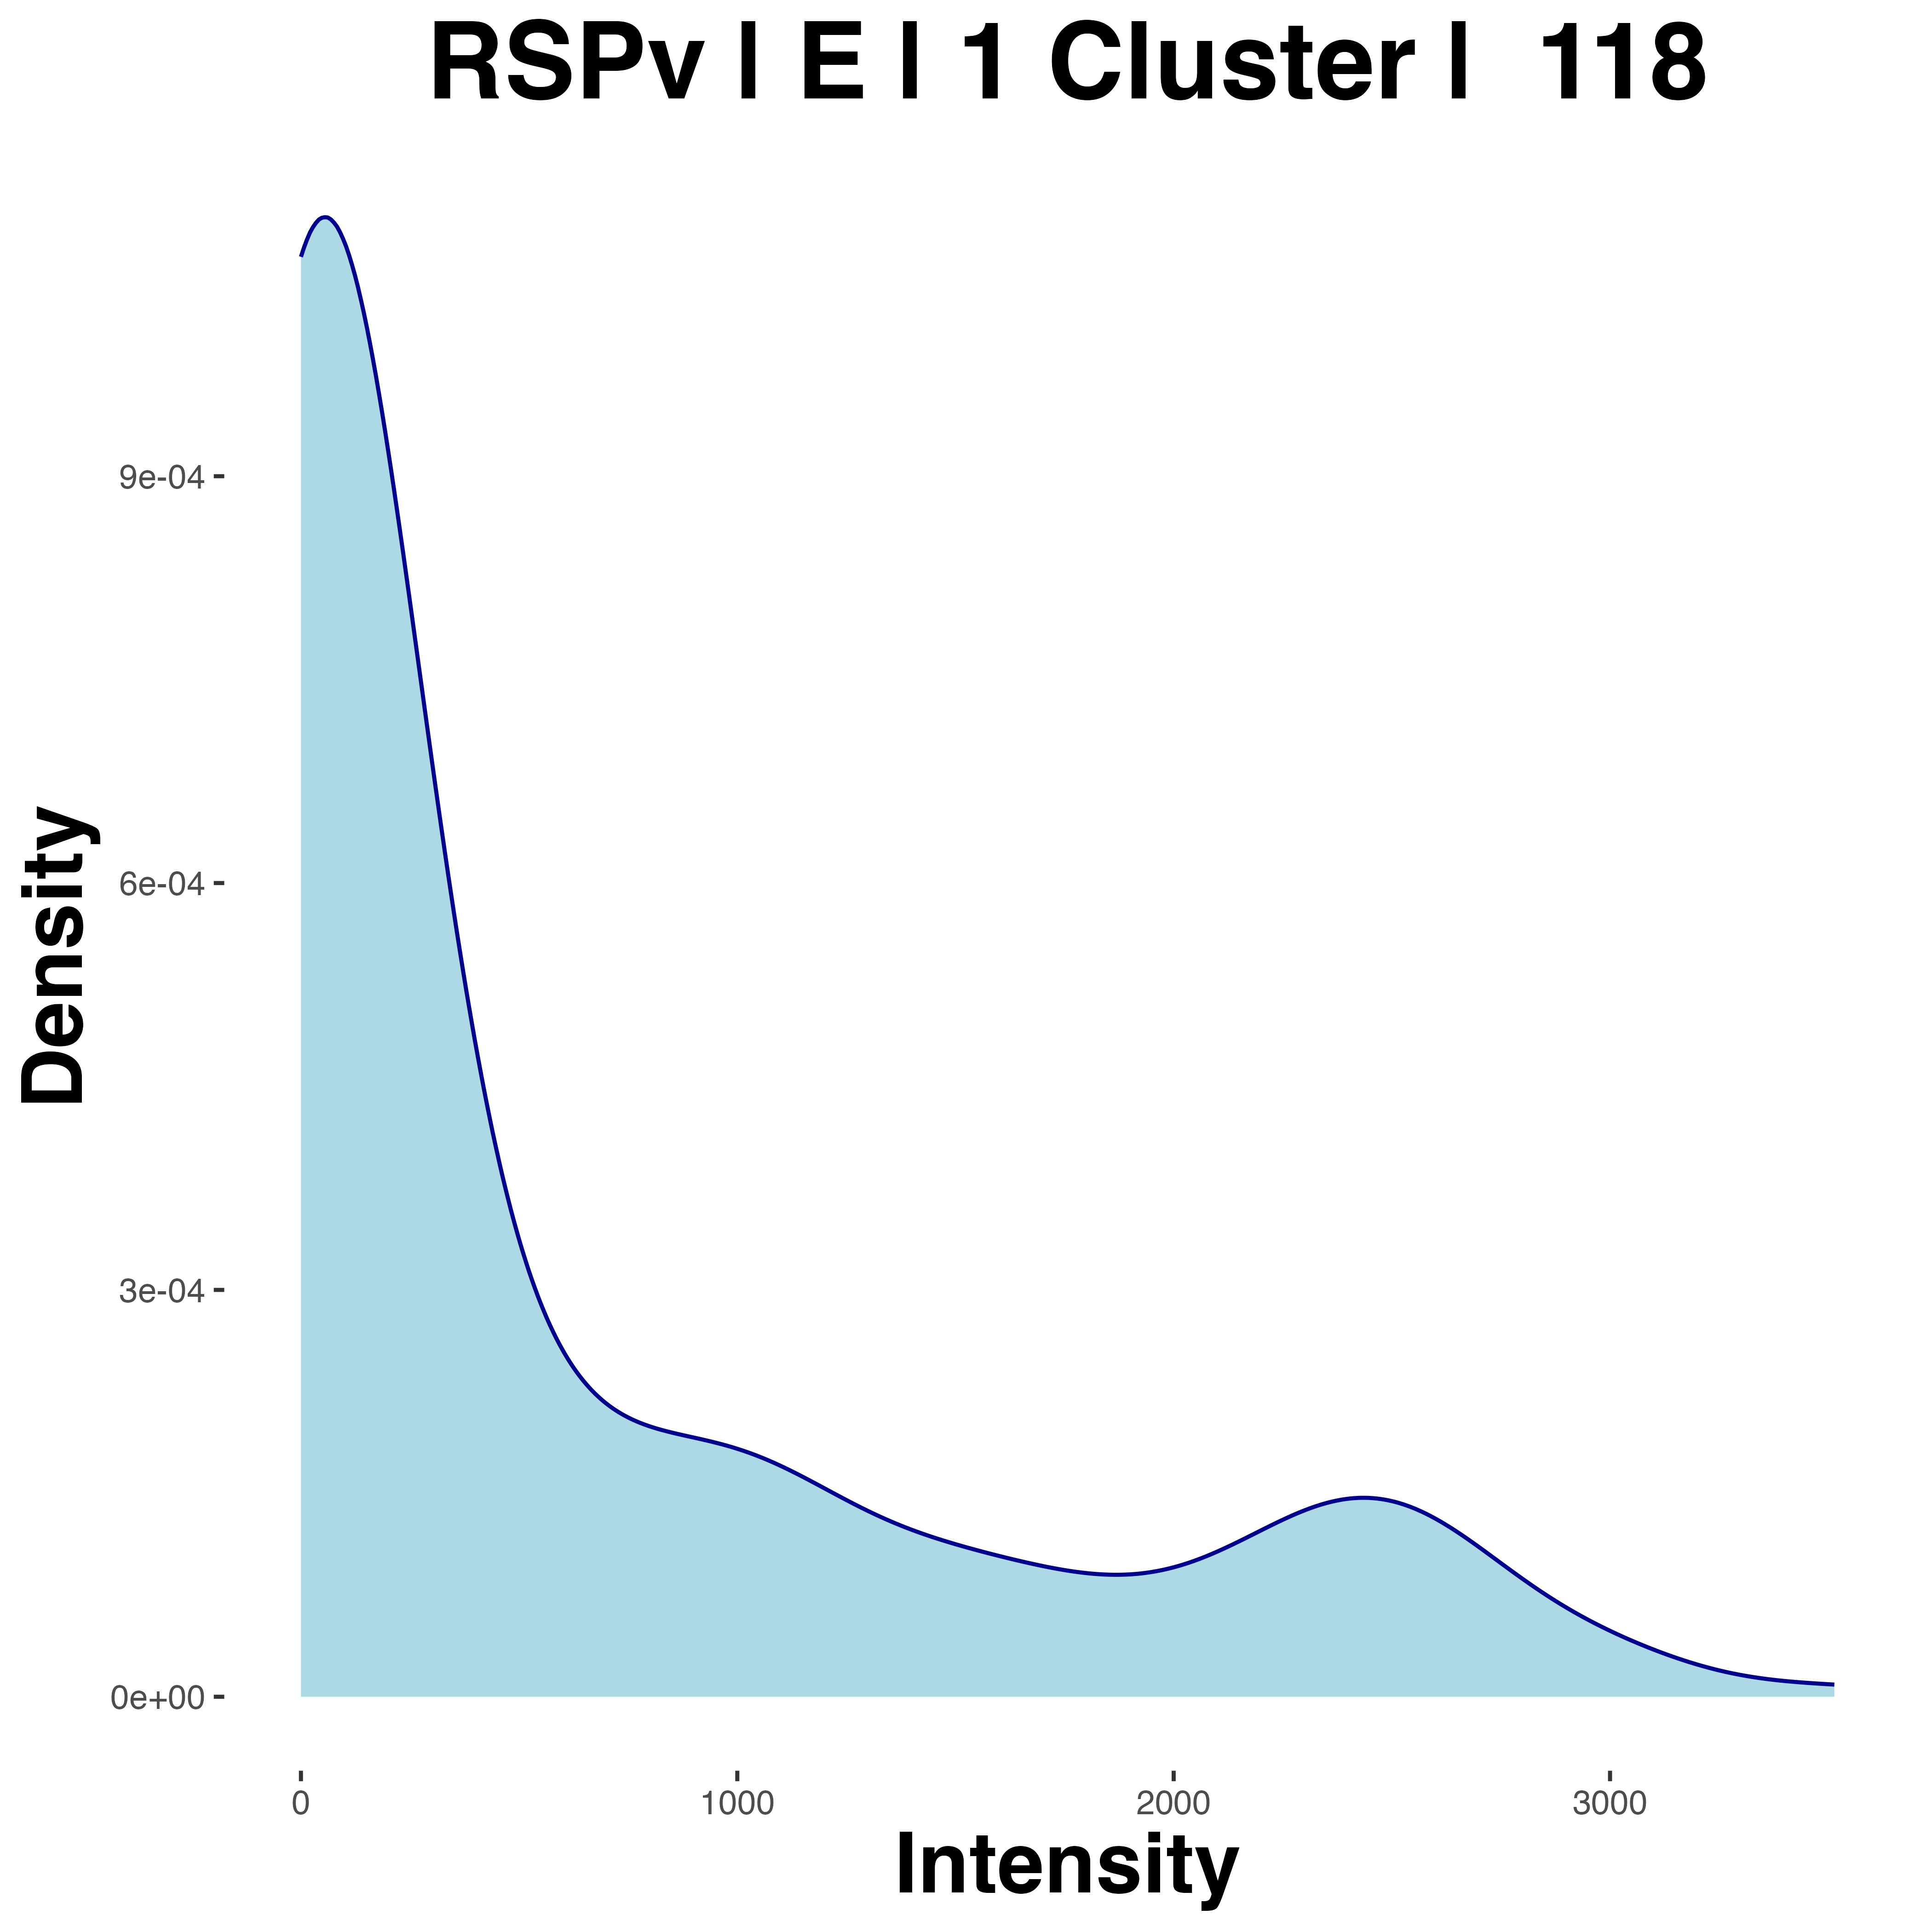 RSPv | E | 1 Cluster |  118
Density
9e-04
6e-04
3e-04
0e+00
0
1000
2000
3000
Intensity